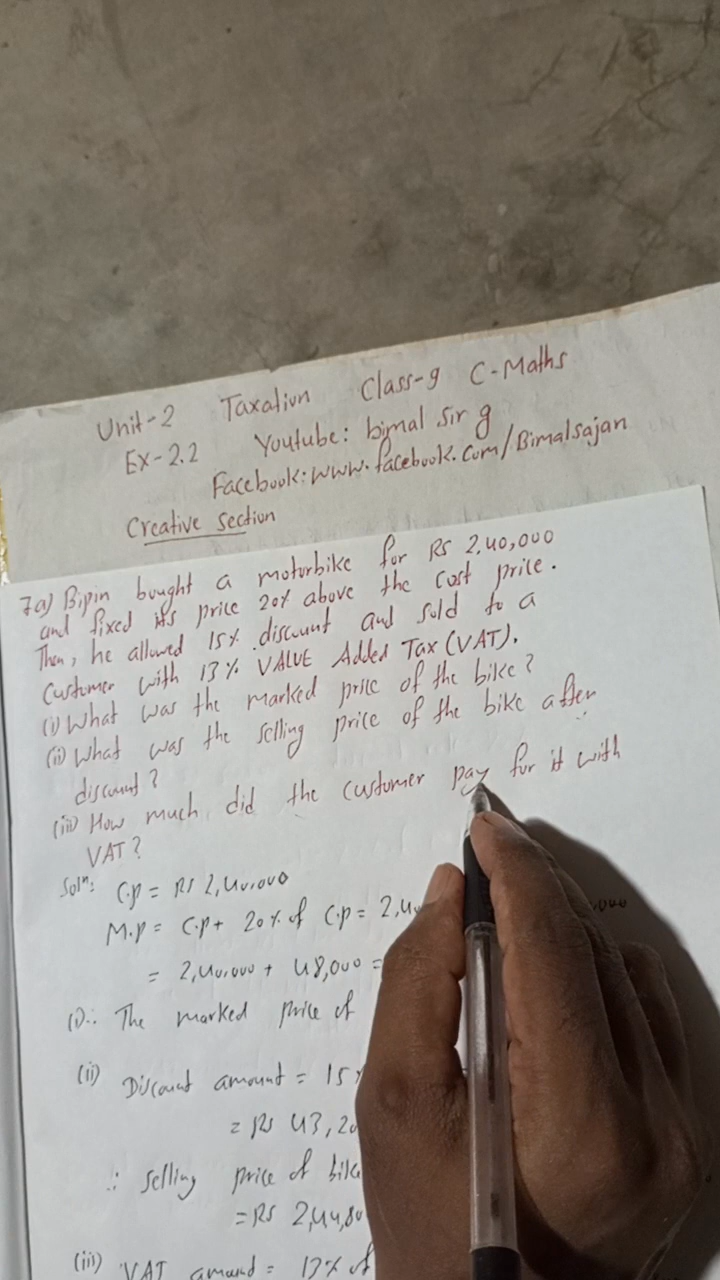 Unit-2 Taxation Class-9 C-Maths
Ex-2.2 Youtube: bimal sir g
Facebook: www.facebook.com/Bimalsajan
Creative section
7a) Bipin bought a motorbike for RS 2,40,000
and fixed its price 20% above the cost price.
Then, he allowed 15% discount and sold to a
Customer with 13% VALUE Added Tax (VAT).
(i) What was the marked price of the bike?
(ii) What was the selling price of the bike after
discount?
(iii) How much did the customer pay for it with
VAT?
Solⁿ: C.p = RS 2,40,000
M.p = C.p + 20% of C.p = 2,40
= 2,40,000 + 48,000 =
(i) ∴ The marked price of
(ii) Discount amount = 15%
= RS 43,20
∴ selling price of bike
= RS 2,44,80
(iii) VAT amount = 13% of